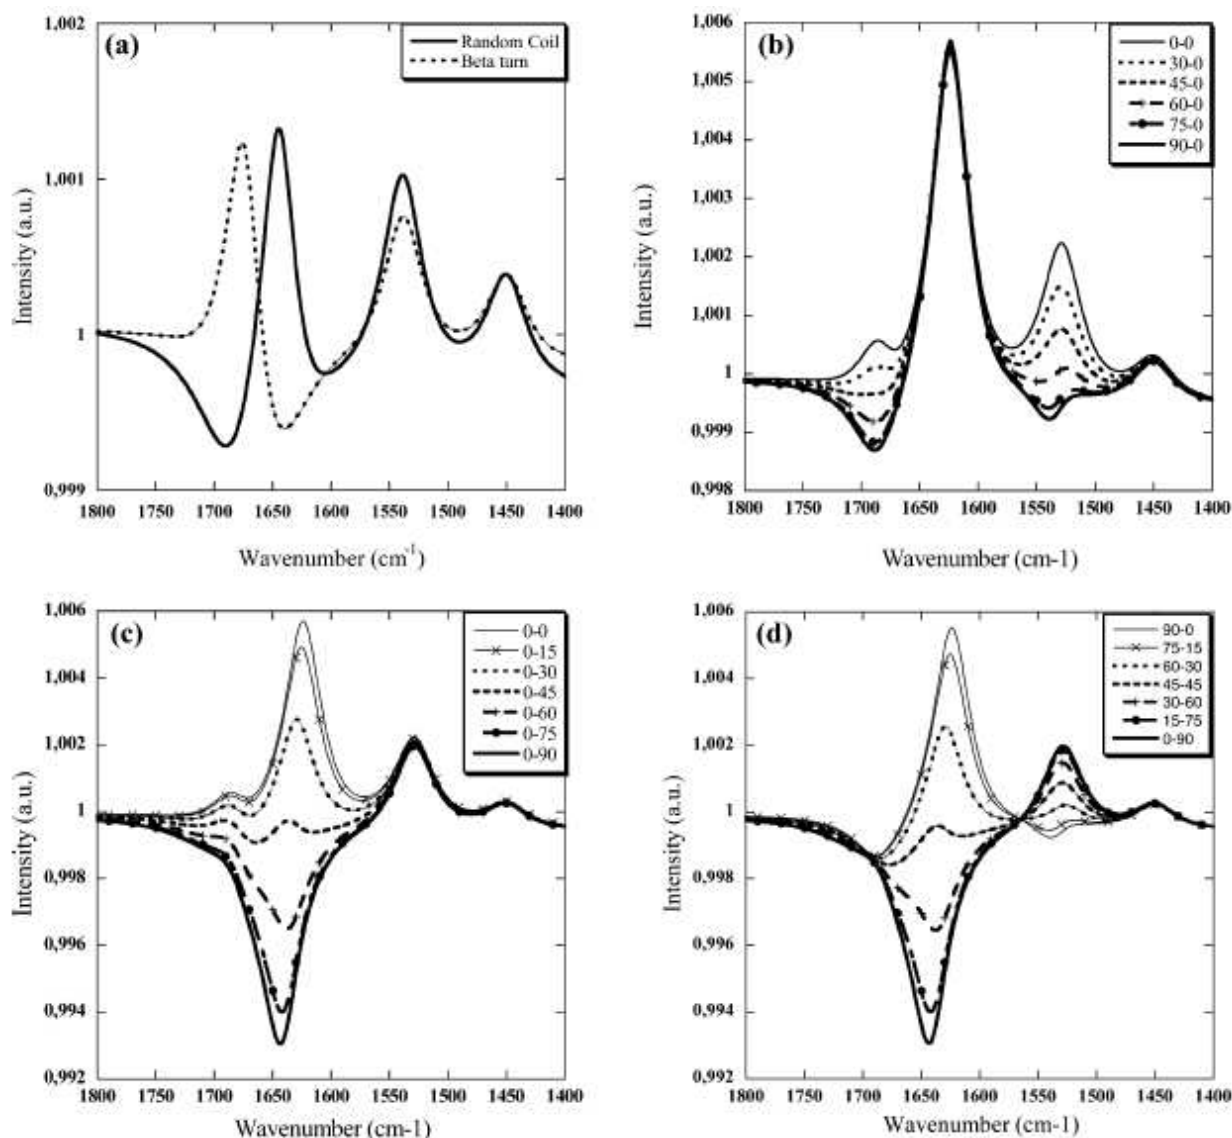 (a)
Random Coil
Beta turn
1,002
1,001
1
0,999
Intensity (a.u.)
1800 1750 1700 1650 1600 1550 1500 1450 1400
Wavenumber (cm-1)
(b)
0-0
30-0
45-0
60-0
75-0
90-0
1,006
1,005
1,004
1,003
1,002
1,001
1
0,999
0,998
Intensity (a.u.)
1800 1750 1700 1650 1600 1550 1500 1450 1400
Wavenumber (cm-1)
(c)
0-0
0-15
0-30
0-45
0-60
0-75
0-90
1,006
1,004
1,002
1
0,998
0,996
0,994
0,992
Intensity (a.u.)
1800 1750 1700 1650 1600 1550 1500 1450 1400
Wavenumber (cm-1)
(d)
90-0
75-15
60-30
45-45
30-60
15-75
0-90
1,006
1,004
1,002
1
0,998
0,996
0,994
0,992
Intensity (a.u.)
1800 1750 1700 1650 1600 1550 1500 1450 1400
Wavenumber (cm-1)